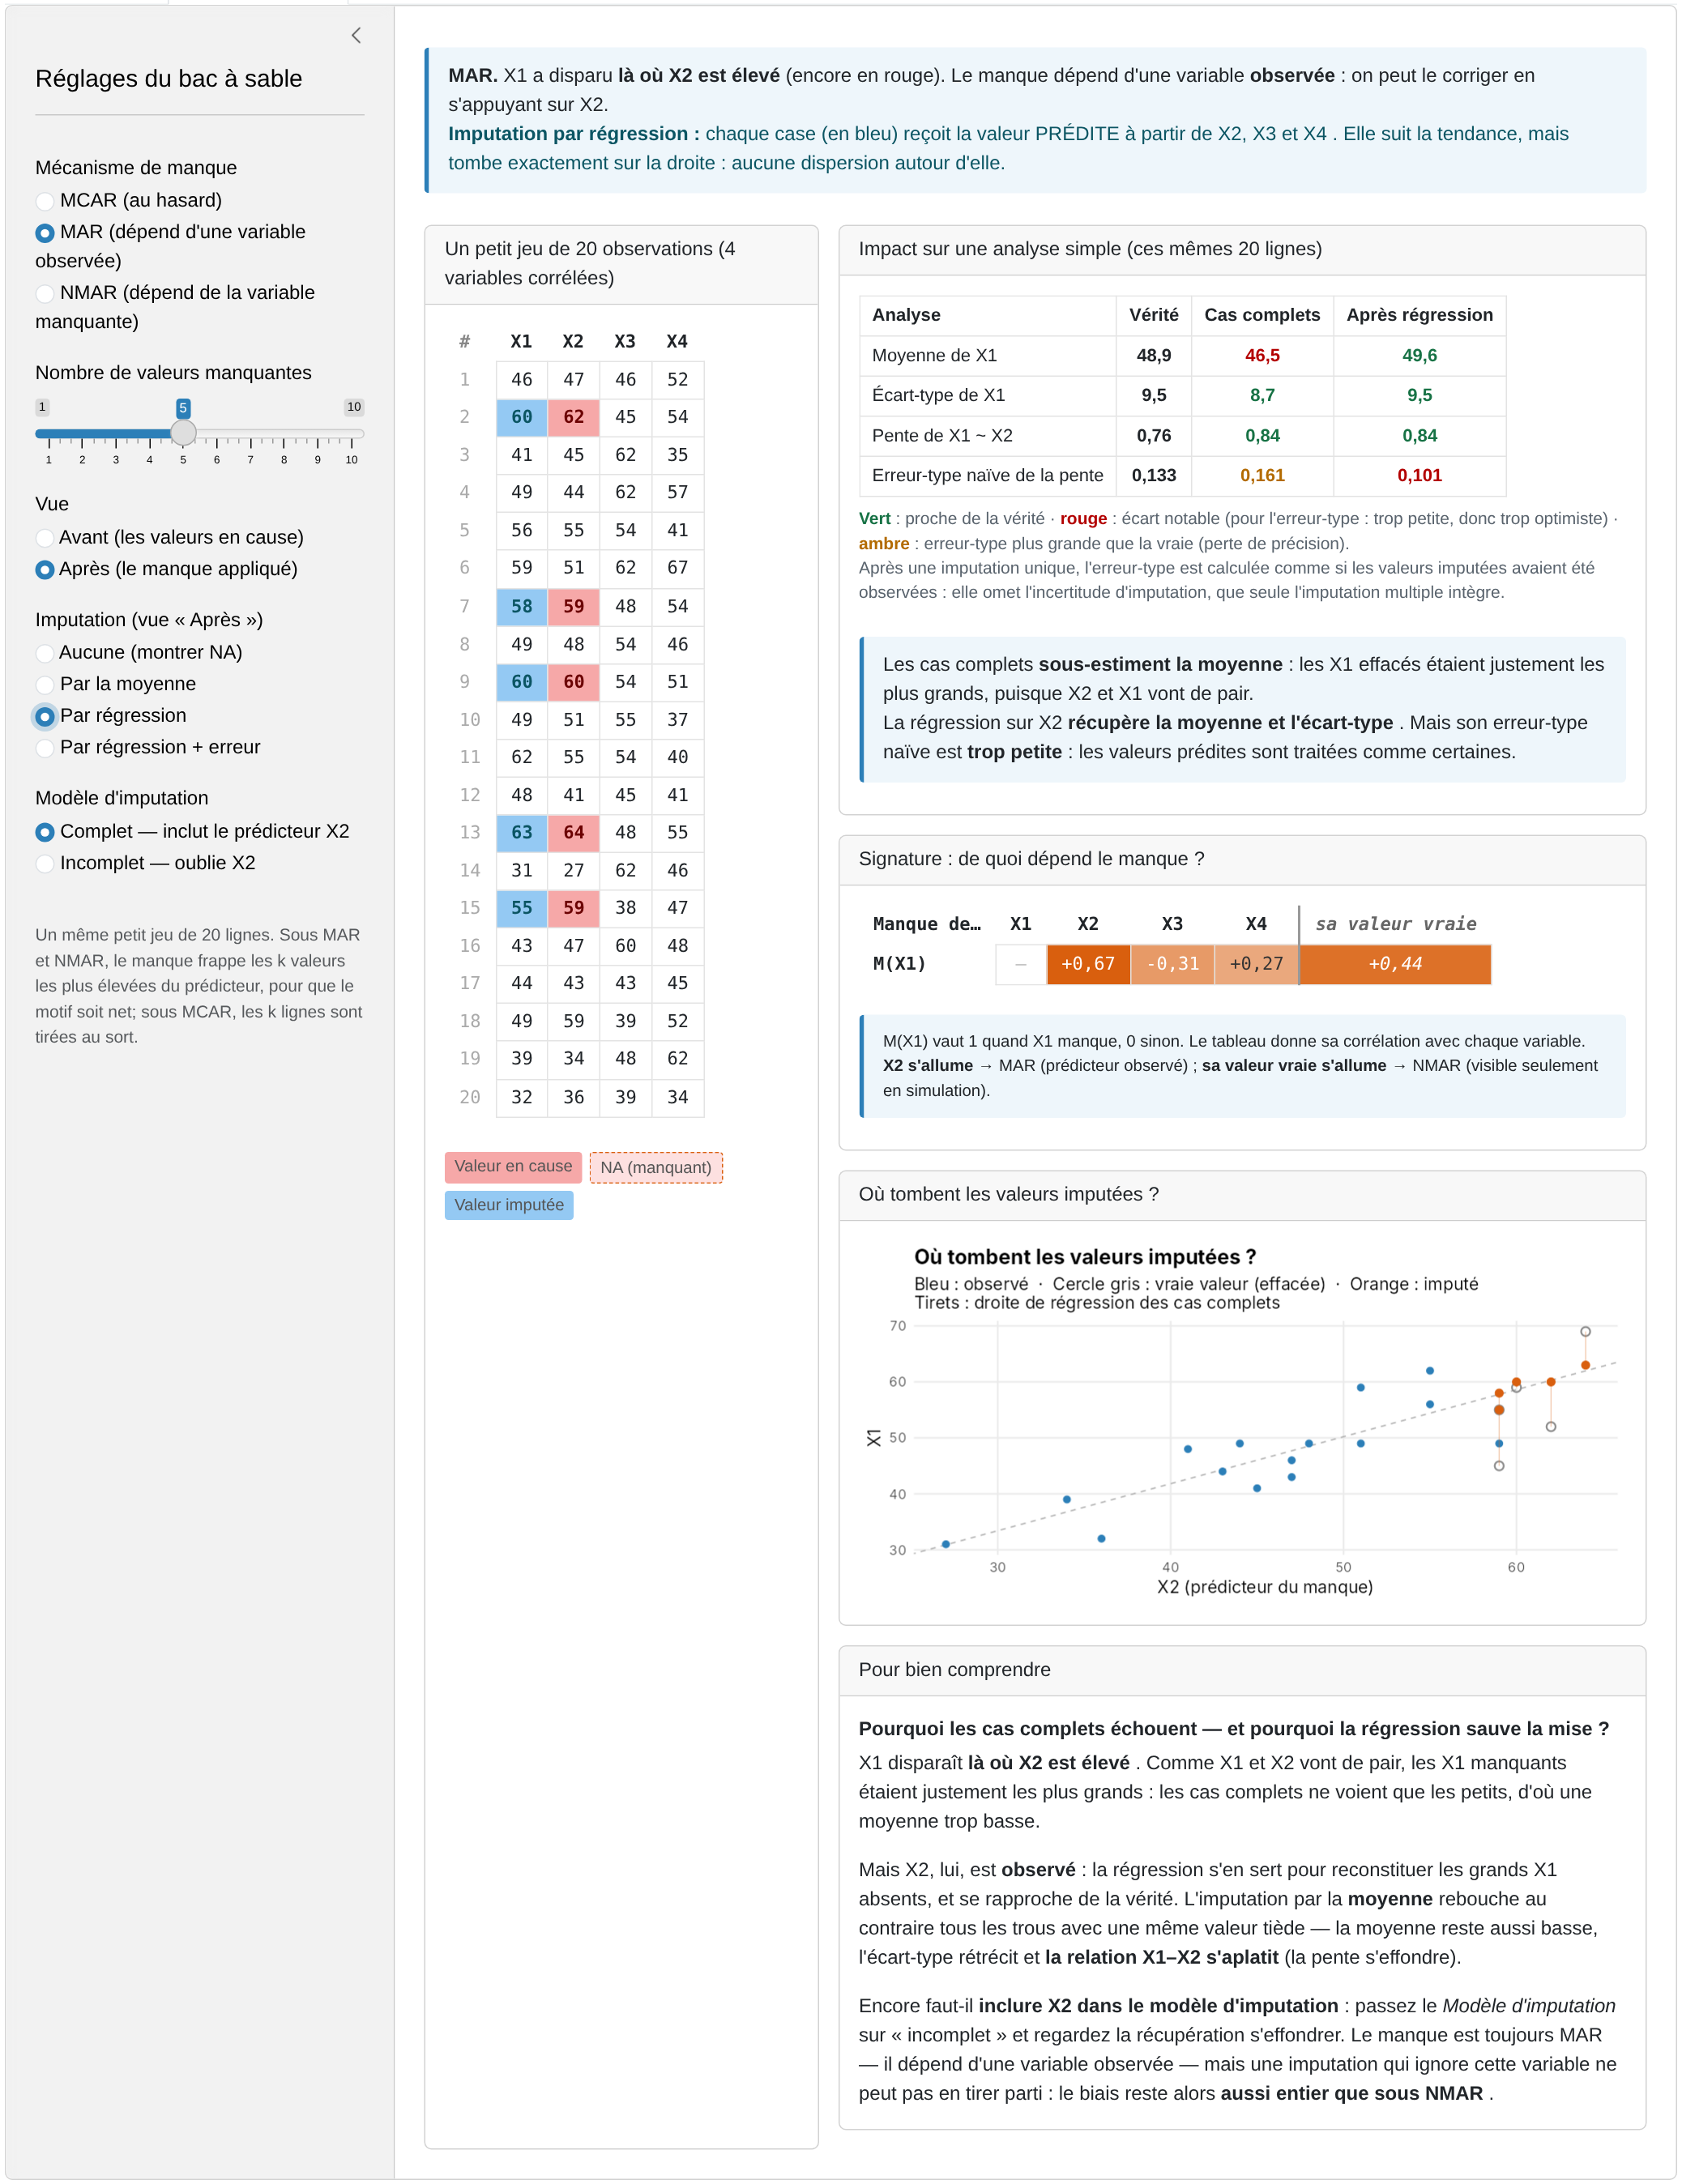 Réglages du bac à sable
Mécanisme de manque
MCAR (au hasard)
MAR (dépend d'une variable
observée)
NMAR (dépend de la variable
manquante)
Nombre de valeurs manquantes
1 5 10
1 2 3 4 5 6 7 8 9 10
Vue
Avant (les valeurs en cause)
Après (le manque appliqué)
Imputation (vue « Après »)
Aucune (montrer NA)
Par la moyenne
Par régression
Par régression + erreur
Modèle d'imputation
Complet — inclut le prédicteur X2
Incomplet — oublie X2
Un même petit jeu de 20 lignes. Sous MAR
et NMAR, le manque frappe les k valeurs
les plus élevées du prédicteur, pour que le
motif soit net; sous MCAR, les k lignes sont
tirées au sort.
MAR. X1 a disparu là où X2 est élevé (encore en rouge). Le manque dépend d'une variable observée : on peut le corriger en
s'appuyant sur X2.
Imputation par régression : chaque case (en bleu) reçoit la valeur PRÉDITE à partir de X2, X3 et X4 . Elle suit la tendance, mais
tombe exactement sur la droite : aucune dispersion autour d'elle.
Un petit jeu de 20 observations (4
variables corrélées)
# X1 X2 X3 X4
1 46 47 46 52
2 60 62 45 54
3 41 45 62 35
4 49 44 62 57
5 56 55 54 41
6 59 51 62 67
7 58 59 48 54
8 49 48 54 46
9 60 60 54 51
10 49 51 55 37
11 62 55 54 40
12 48 41 45 41
13 63 64 48 55
14 31 27 62 46
15 55 59 38 47
16 43 47 60 48
17 44 43 43 45
18 49 59 39 52
19 39 34 48 62
20 32 36 39 34
Valeur en cause NA (manquant)
Valeur imputée
Impact sur une analyse simple (ces mêmes 20 lignes)
Analyse Vérité Cas complets Après régression
Moyenne de X1 48,9 46,5 49,6
Écart-type de X1 9,5 8,7 9,5
Pente de X1 ~ X2 0,76 0,84 0,84
Erreur-type naïve de la pente 0,133 0,161 0,101
Vert : proche de la vérité · rouge : écart notable (pour l'erreur-type : trop petite, donc trop optimiste) ·
ambre : erreur-type plus grande que la vraie (perte de précision).
Après une imputation unique, l'erreur-type est calculée comme si les valeurs imputées avaient été
observées : elle omet l'incertitude d'imputation, que seule l'imputation multiple intègre.
Les cas complets sous-estiment la moyenne : les X1 effacés étaient justement les
plus grands, puisque X2 et X1 vont de pair.
La régression sur X2 récupère la moyenne et l'écart-type . Mais son erreur-type
naïve est trop petite : les valeurs prédites sont traitées comme certaines.
Signature : de quoi dépend le manque ?
Manque de… X1 X2 X3 X4 sa valeur vraie
M(X1) — +0,67 -0,31 +0,27 +0,44
M(X1) vaut 1 quand X1 manque, 0 sinon. Le tableau donne sa corrélation avec chaque variable.
X2 s'allume → MAR (prédicteur observé) ; sa valeur vraie s'allume → NMAR (visible seulement
en simulation).
Où tombent les valeurs imputées ?
Où tombent les valeurs imputées ?
Bleu : observé · Cercle gris : vraie valeur (effacée) · Orange : imputé
Tirets : droite de régression des cas complets
70
60
50
40
30
X1
30 40 50 60
X2 (prédicteur du manque)
Pour bien comprendre
Pourquoi les cas complets échouent — et pourquoi la régression sauve la mise ?
X1 disparaît là où X2 est élevé . Comme X1 et X2 vont de pair, les X1 manquants
étaient justement les plus grands : les cas complets ne voient que les petits, d'où une
moyenne trop basse.
Mais X2, lui, est observé : la régression s'en sert pour reconstituer les grands X1
absents, et se rapproche de la vérité. L'imputation par la moyenne rebouche au
contraire tous les trous avec une même valeur tiède — la moyenne reste aussi basse,
l'écart-type rétrécit et la relation X1–X2 s'aplatit (la pente s'effondre).
Encore faut-il inclure X2 dans le modèle d'imputation : passez le Modèle d'imputation
sur « incomplet » et regardez la récupération s'effondrer. Le manque est toujours MAR
— il dépend d'une variable observée — mais une imputation qui ignore cette variable ne
peut pas en tirer parti : le biais reste alors aussi entier que sous NMAR .